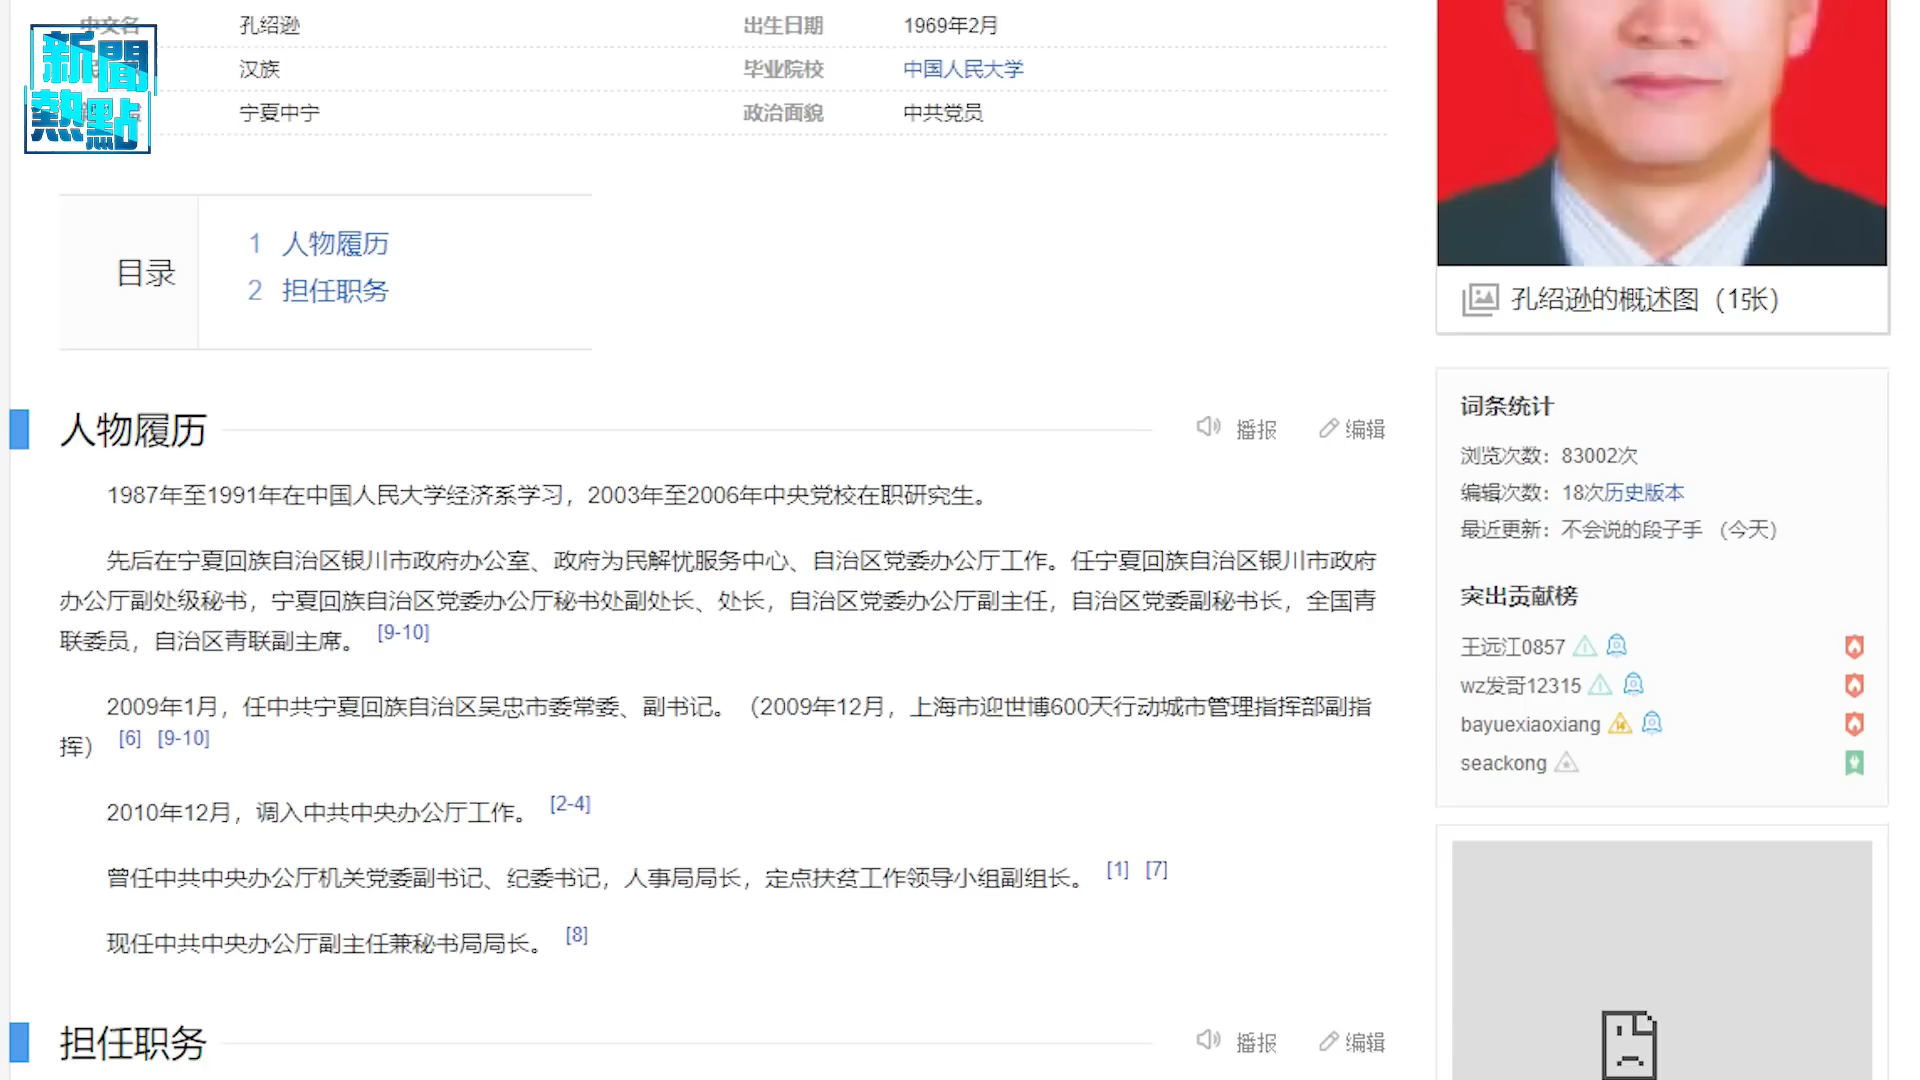 中文名 孔绍逊 出生日期 1969年2月
汉族 毕业院校 中国人民大学
宁夏中宁 政治面貌 中共党员
新聞
熱點
目录
1 人物履历
2 担任职务
孔绍逊的概述图（1张）
人物履历
播报 编辑
1987年至1991年在中国人民大学经济系学习，2003年至2006年中央党校在职研究生。
先后在宁夏回族自治区银川市政府办公室、政府为民解忧服务中心、自治区党委办公厅工作。任宁夏回族自治区银川市政府
办公厅副处级秘书，宁夏回族自治区党委办公厅秘书处副处长、处长，自治区党委办公厅副主任，自治区党委副秘书长，全国青
联委员，自治区青联副主席。 [9-10]
2009年1月，任中共宁夏回族自治区吴忠市委常委、副书记。（2009年12月，上海市迎世博600天行动城市管理指挥部副指
挥） [6] [9-10]
2010年12月，调入中共中央办公厅工作。 [2-4]
曾任中共中央办公厅机关党委副书记、纪委书记，人事局局长，定点扶贫工作领导小组副组长。 [1] [7]
现任中共中央办公厅副主任兼秘书局局长。 [8]
担任职务
播报 编辑
词条统计
浏览次数：83002次
编辑次数：18次历史版本
最近更新：不会说的段子手 （今天）
突出贡献榜
王远江0857
wz发哥12315
bayuexiaoxiang
seackong